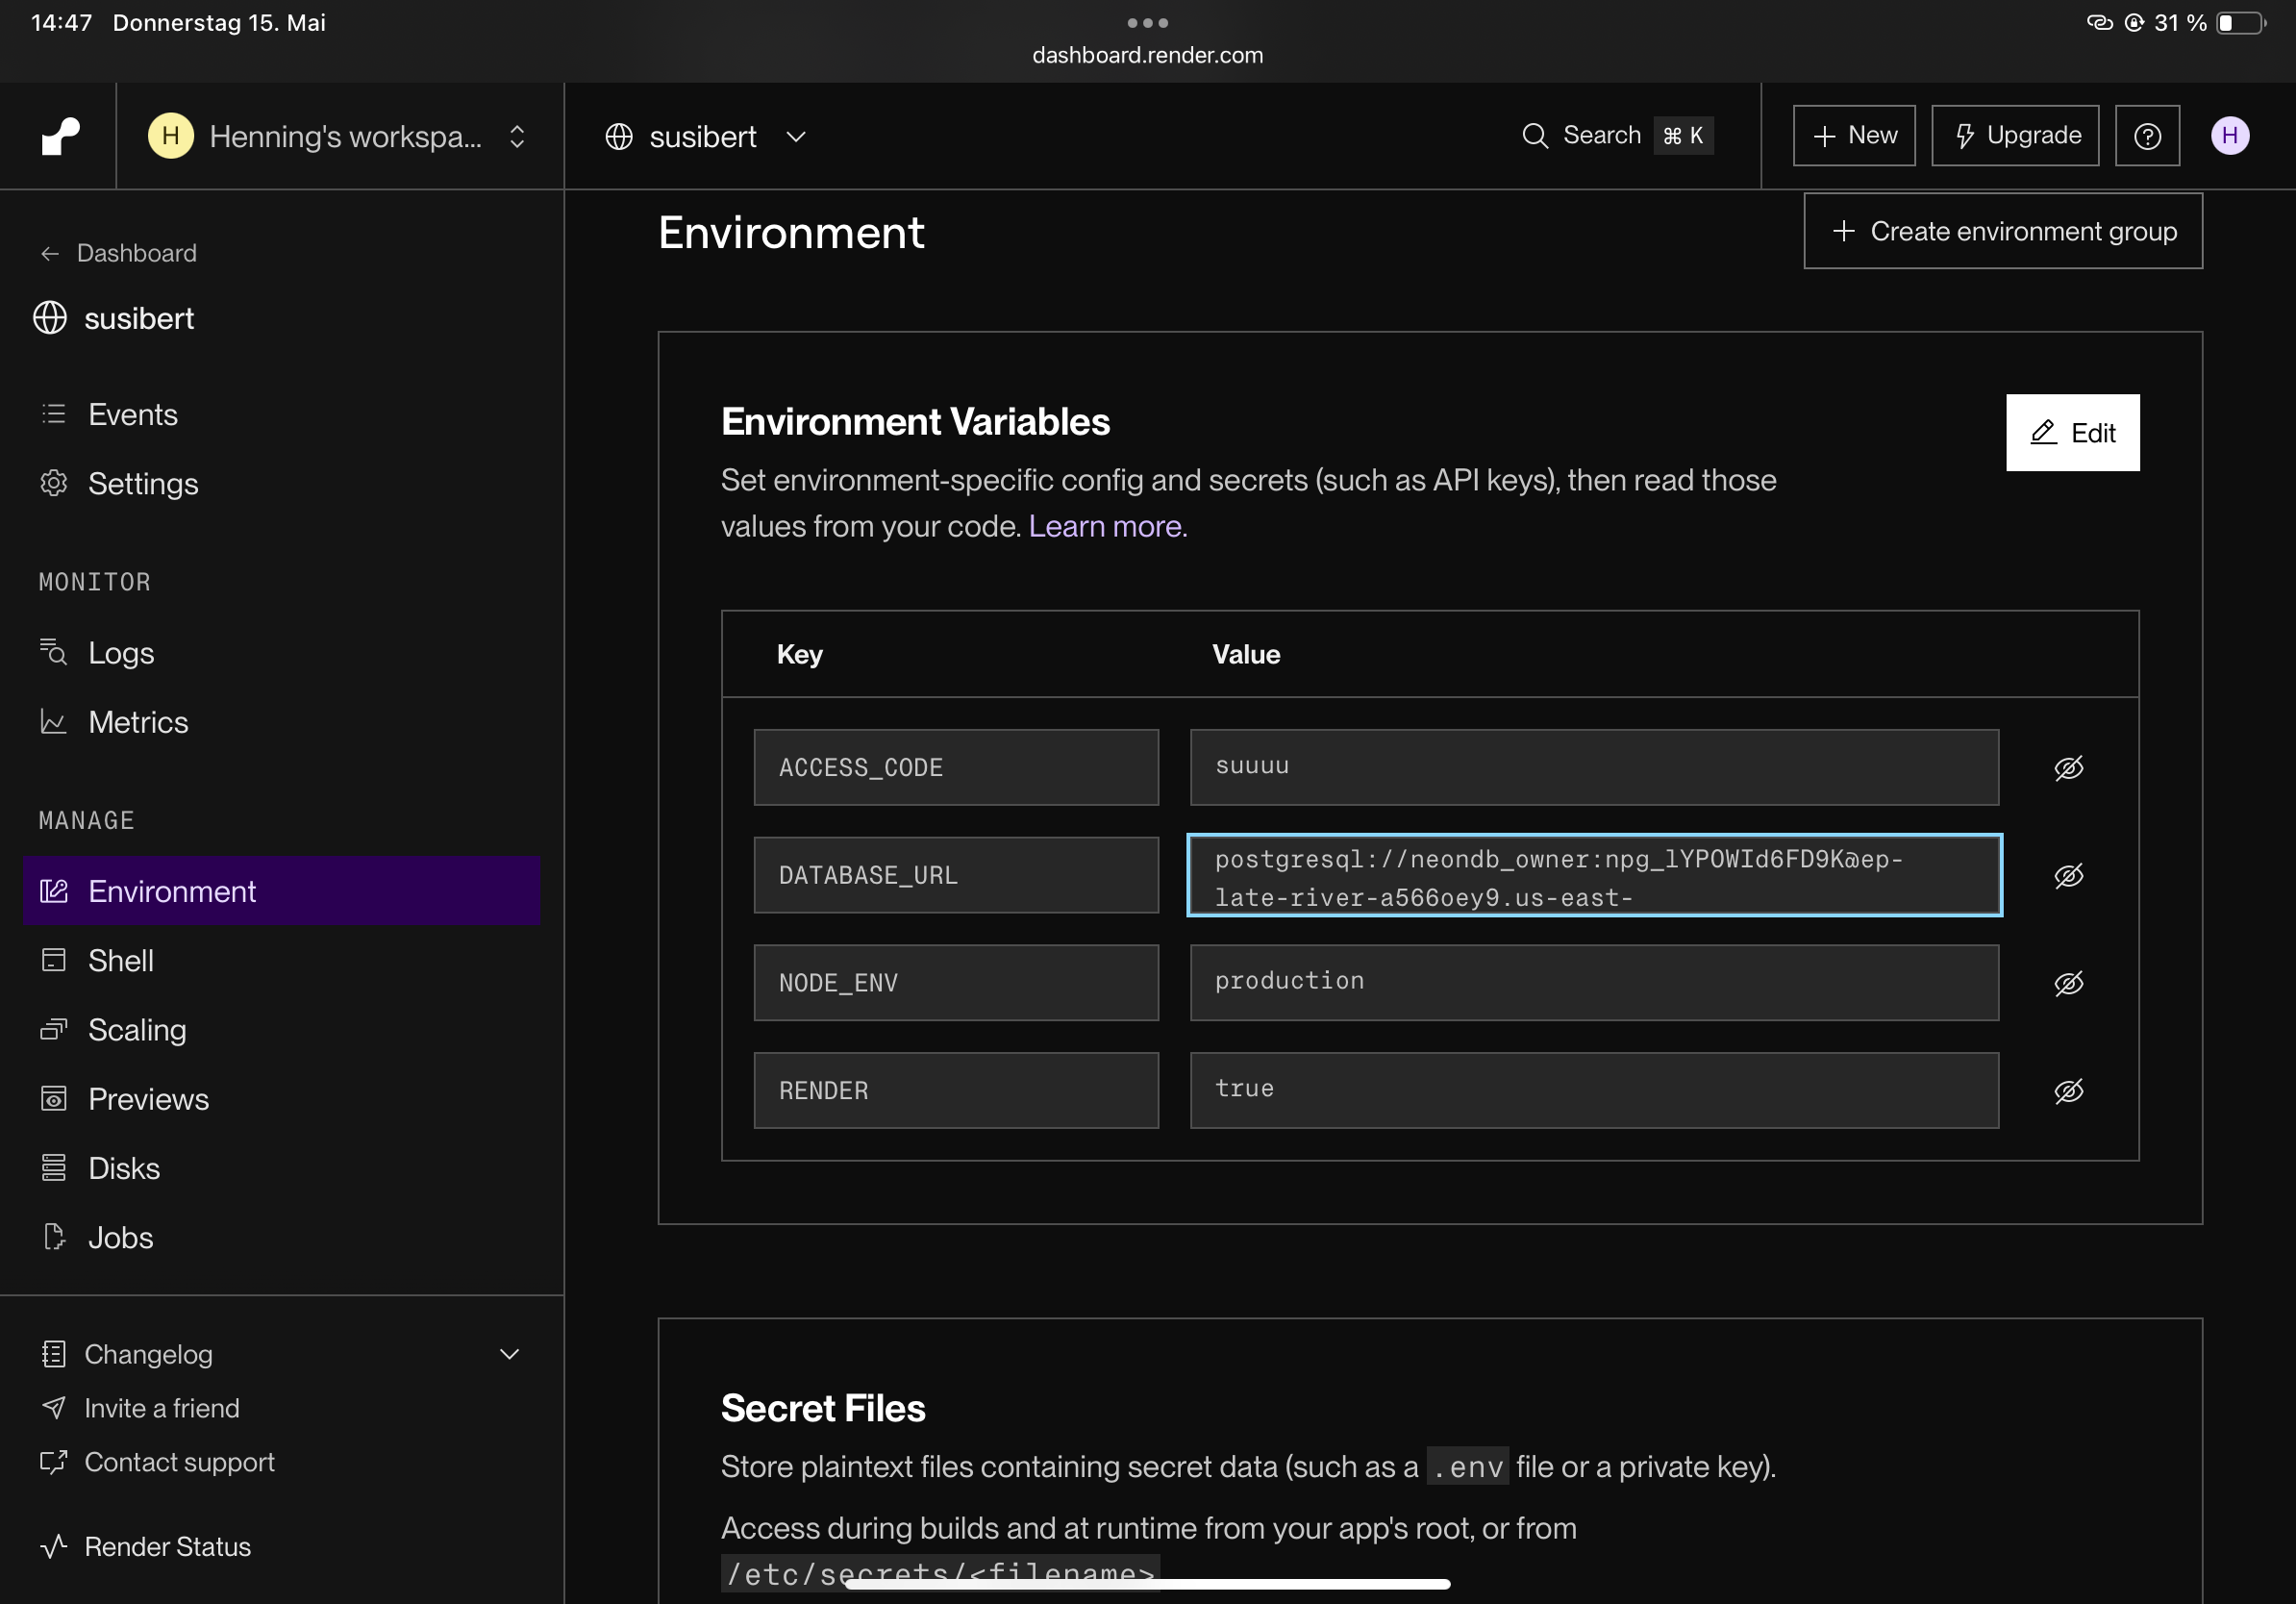 14:47 Donnerstag 15. Mai
31 %
dashboard.render.com
H Henning's workspa...
susibert
Search ⌘ K
+ New
Upgrade
H
← Dashboard
susibert
Events
Settings
MONITOR
Logs
Metrics
MANAGE
Environment
Shell
Scaling
Previews
Disks
Jobs
Changelog
Invite a friend
Contact support
Render Status
Environment
+ Create environment group
Environment Variables
Edit
Set environment-specific config and secrets (such as API keys), then read those
values from your code. Learn more.
Key Value
ACCESS_CODE suuuu
DATABASE_URL postgresql://neondb_owner:npg_lYPOWId6FD9K@ep-
late-river-a566oey9.us-east-
NODE_ENV production
RENDER true
Secret Files
Store plaintext files containing secret data (such as a .env file or a private key).
Access during builds and at runtime from your app's root, or from
/etc/secrets/<filename>